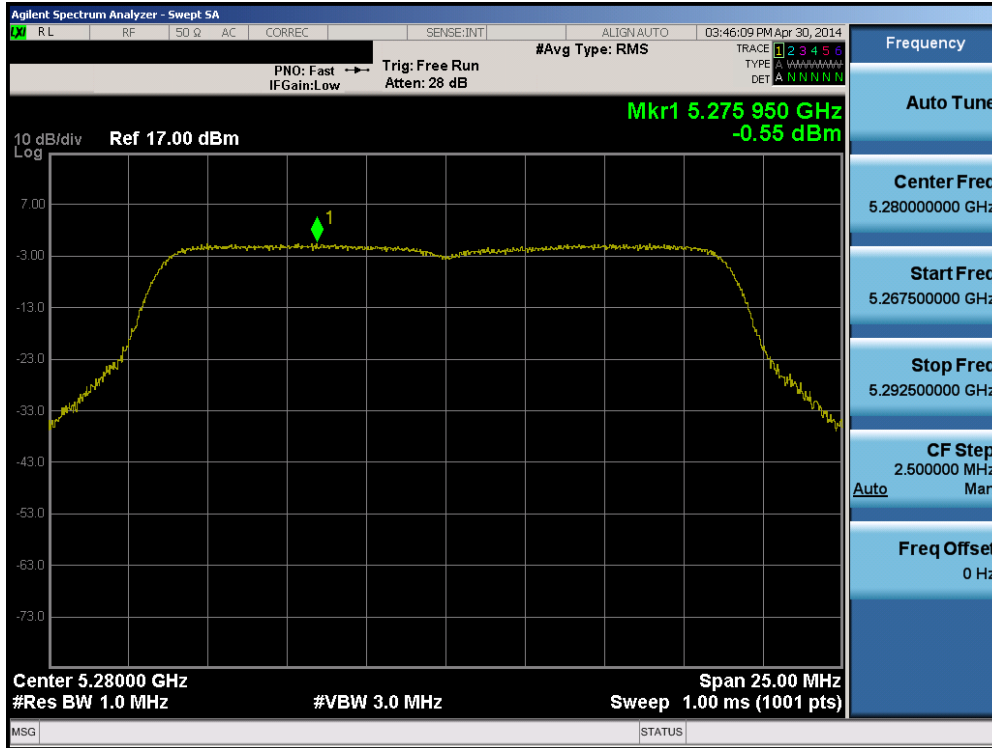 Agilent Spectrum Analyzer - Swept SA
LXI RL RF 50 Ω AC CORREC SENSE:INT ALIGN AUTO 03:46:09 PM Apr 30, 2014
#Avg Type: RMS
TRACE 1 2 3 4 5 6
TYPE A WWWWW
DET A N N N N N
PNO: Fast
IFGain:Low
Trig: Free Run
Atten: 28 dB
Mkr1 5.275 950 GHz
-0.55 dBm
10 dB/div Ref 17.00 dBm
Log
1
7.00
-3.00
-13.0
-23.0
-33.0
-43.0
-53.0
-63.0
-73.0
Center 5.28000 GHz Span 25.00 MHz
#Res BW 1.0 MHz #VBW 3.0 MHz Sweep 1.00 ms (1001 pts)
MSG STATUS
Frequency
Auto Tune
Center Freq
5.280000000 GHz
Start Freq
5.267500000 GHz
Stop Freq
5.292500000 GHz
CF Step
2.500000 MHz
Auto Man
Freq Offset
0 Hz